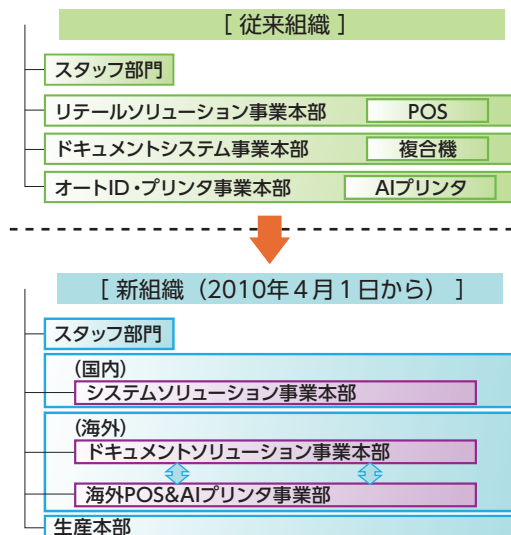 [ 従来組織 ]
スタッフ部門
リテールソリューション事業本部 POS
ドキュメントシステム事業本部 複合機
オートID・プリンタ事業本部 AIプリンタ
[ 新組織（2010年４月１日から） ]
スタッフ部門
(国内)
システムソリューション事業本部
(海外)
ドキュメントソリューション事業本部
海外POS&AIプリンタ事業部
生産本部